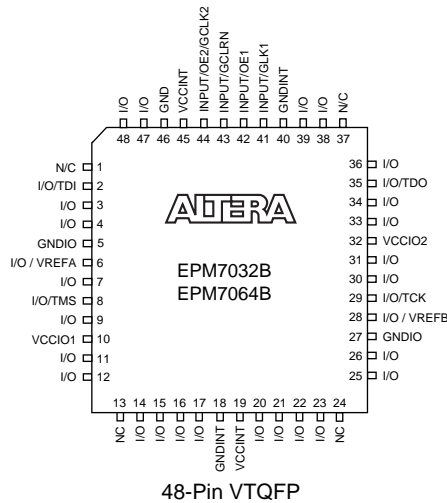 I/O
I/O
GND
VCCINT
INPUT/OE2/GCLK2
INPUT/GCLRN
INPUT/OE1
INPUT/GLK1
GNDINT
I/O
I/O
N/C
48 47 46 45 44 43 42 41 40 39 38 37
N/C 1
I/O/TDI 2
I/O 3
I/O 4
GNDIO 5
I/O / VREFA 6
I/O 7
I/O/TMS 8
I/O 9
VCCIO1 10
I/O 11
I/O 12
ALTERA
EPM7032B
EPM7064B
36 I/O
35 I/O/TDO
34 I/O
33 I/O
32 VCCIO2
31 I/O
30 I/O
29 I/O/TCK
28 I/O / VREFB
27 GNDIO
26 I/O
25 I/O
13 14 15 16 17 18 19 20 21 22 23 24
NC
I/O
I/O
I/O
I/O
GNDINT
VCCINT
I/O
I/O
I/O
I/O
NC
48-Pin VTQFP